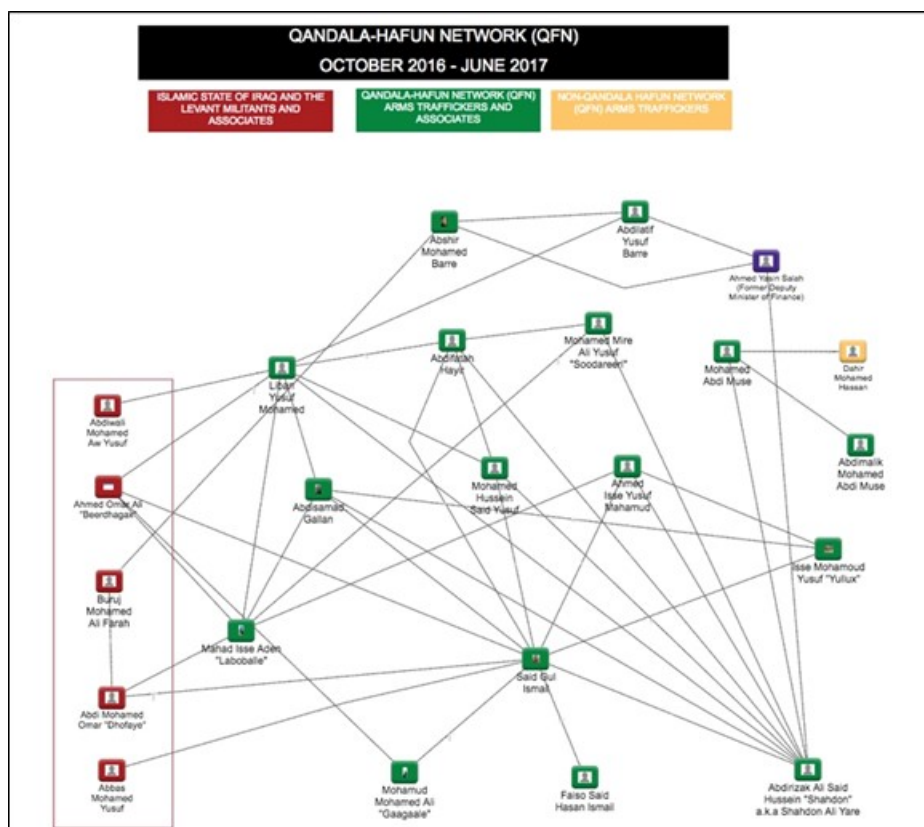 QANDALA-HAFUN NETWORK (QFN)
OCTOBER 2016 - JUNE 2017
ISLAMIC STATE OF IRAQ AND THE
LEVANT MILITANTS AND
ASSOCIATES
QANDALA-HAFUN NETWORK (QFN)
ARMS TRAFFICKERS AND
ASSOCIATES
NON-QANDALA HAFUN NETWORK
(QFN) ARMS TRAFFICKERS
Abshir
Mohamed
Barre
Abdilatif
Yusuf
Barre
Ahmed Yasin Salah
(Former Deputy
Minister of Finance)
Liban
Yusuf
Mohamed
Abdifatah
Hayir
Mohamed Mire
Ali Yusuf
"Soodareen"
Mohamed
Abdi Muse
Dahir
Mohamed
Hassan
Abdiwali
Mohamed
Aw Yusuf
Abdimalik
Mohamed
Abdi Muse
Ahmed Omar Ali
"Beerdhagax"
Abdisamad
Gallan
Mohamed
Hussein
Said Yusuf
Ahmed
Isse Yusuf
Mahamud
Isse Mohamoud
Yusuf "Yullux"
Buruj
Mohamed
Ali Farah
Mahad Isse Aden
"Laboballe"
Said Gul
Ismail
Abdi Mohamed
Omar "Dhofaye"
Abbas
Mohamed
Yusuf
Mohamud
Mohamed Ali
"Gaagaale"
Faiso Said
Hasan Ismail
Abdirizak Ali Said
Hussein "Shahdon"
a.k.a Shahdon Ali Yare